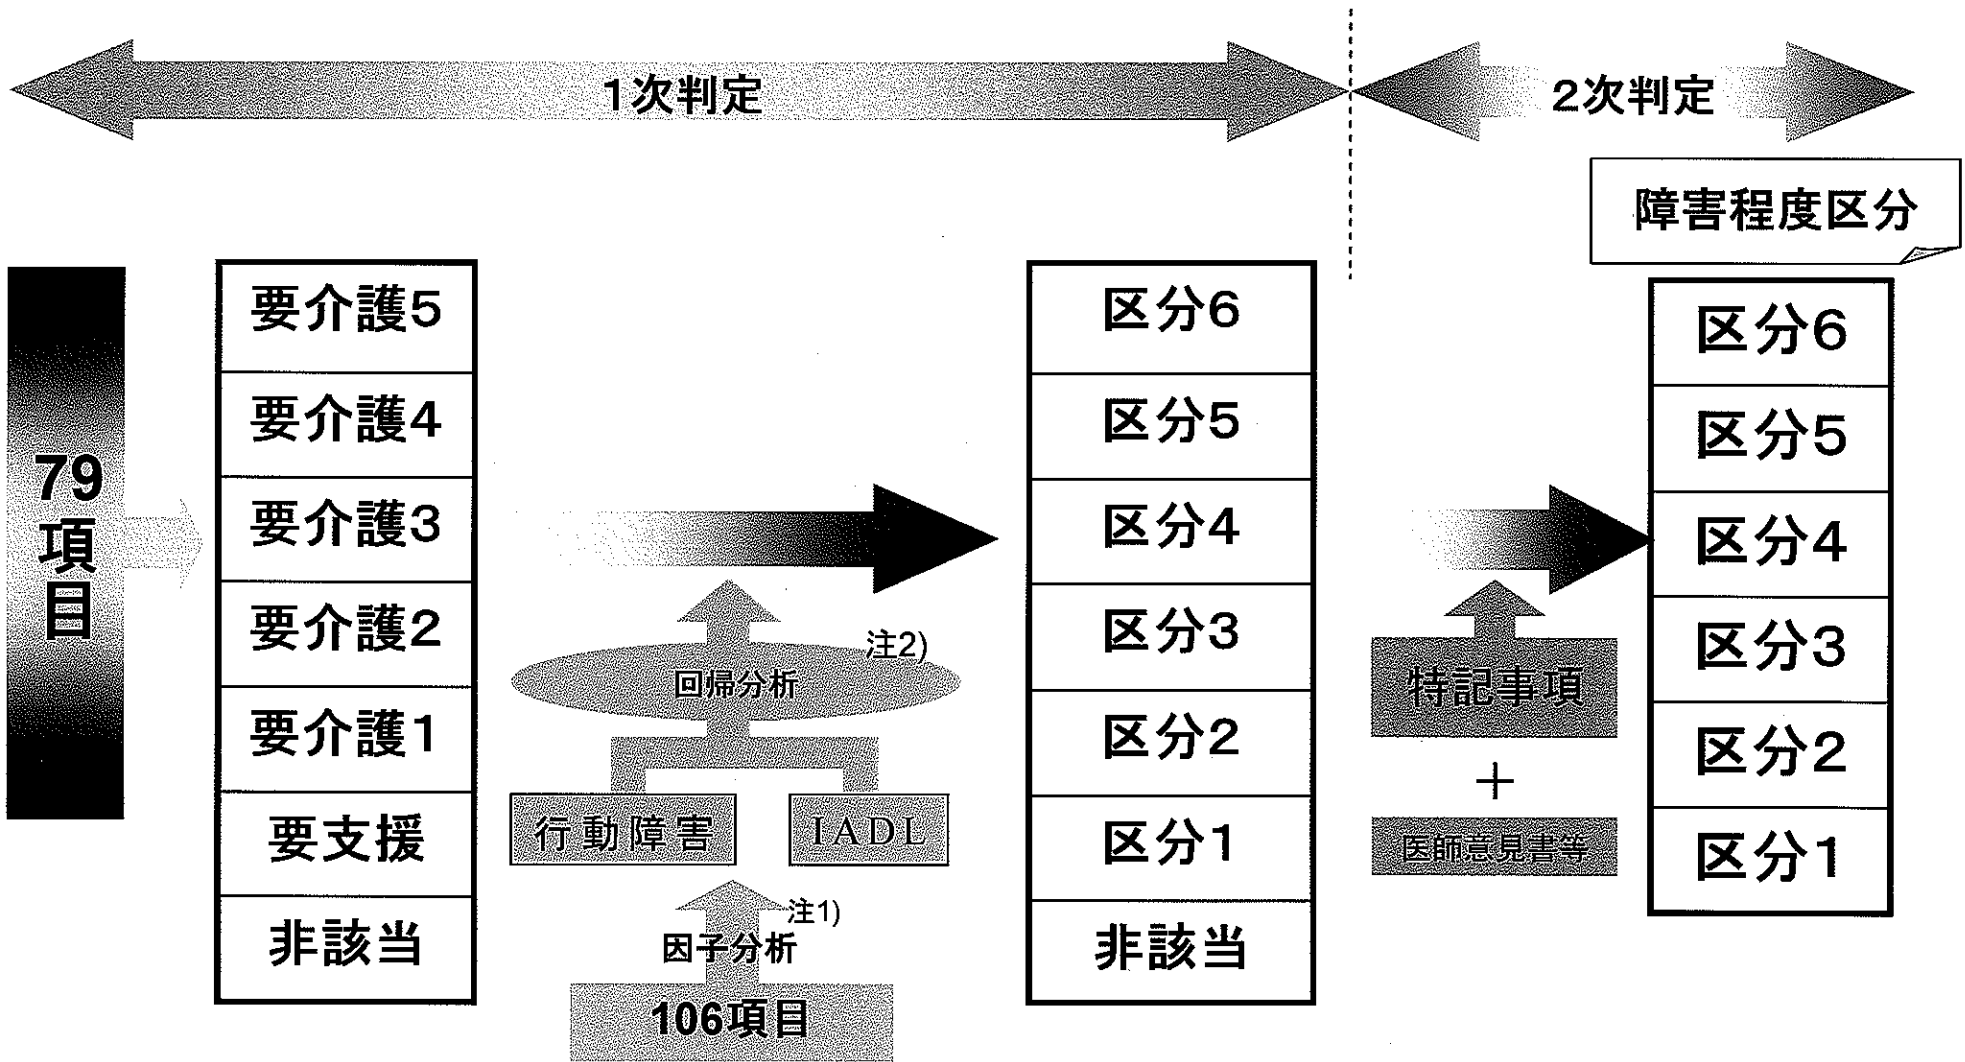 1次判定
2次判定
障害程度区分
79
項
目
要介護5
要介護4
要介護3
要介護2
要介護1
要支援
非該当
注2)
回帰分析
行動障害
IADL
注1)
因子分析
106項目
区分6
区分5
区分4
区分3
区分2
区分1
非該当
特記事項
+
医師意見書等
区分6
区分5
区分4
区分3
区分2
区分1